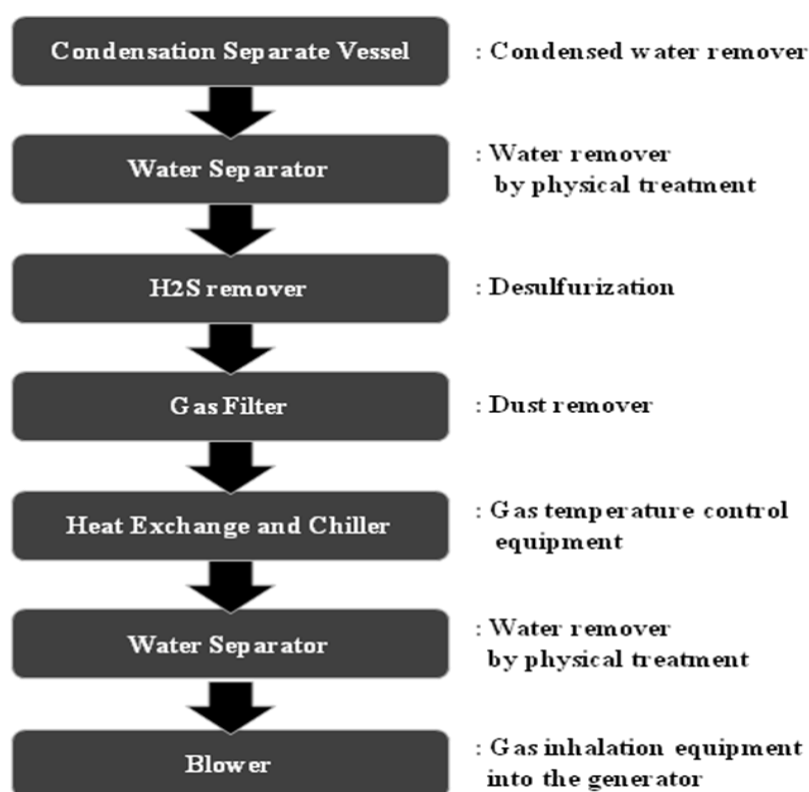 Condensation Separate Vessel : Condensed water remover
Water Separator : Water remover
by physical treatment
H2S remover : Desulfurization
Gas Filter : Dust remover
Heat Exchange and Chiller : Gas temperature control
equipment
Water Separator : Water remover
by physical treatment
Blower : Gas inhalation equipment
into the generator